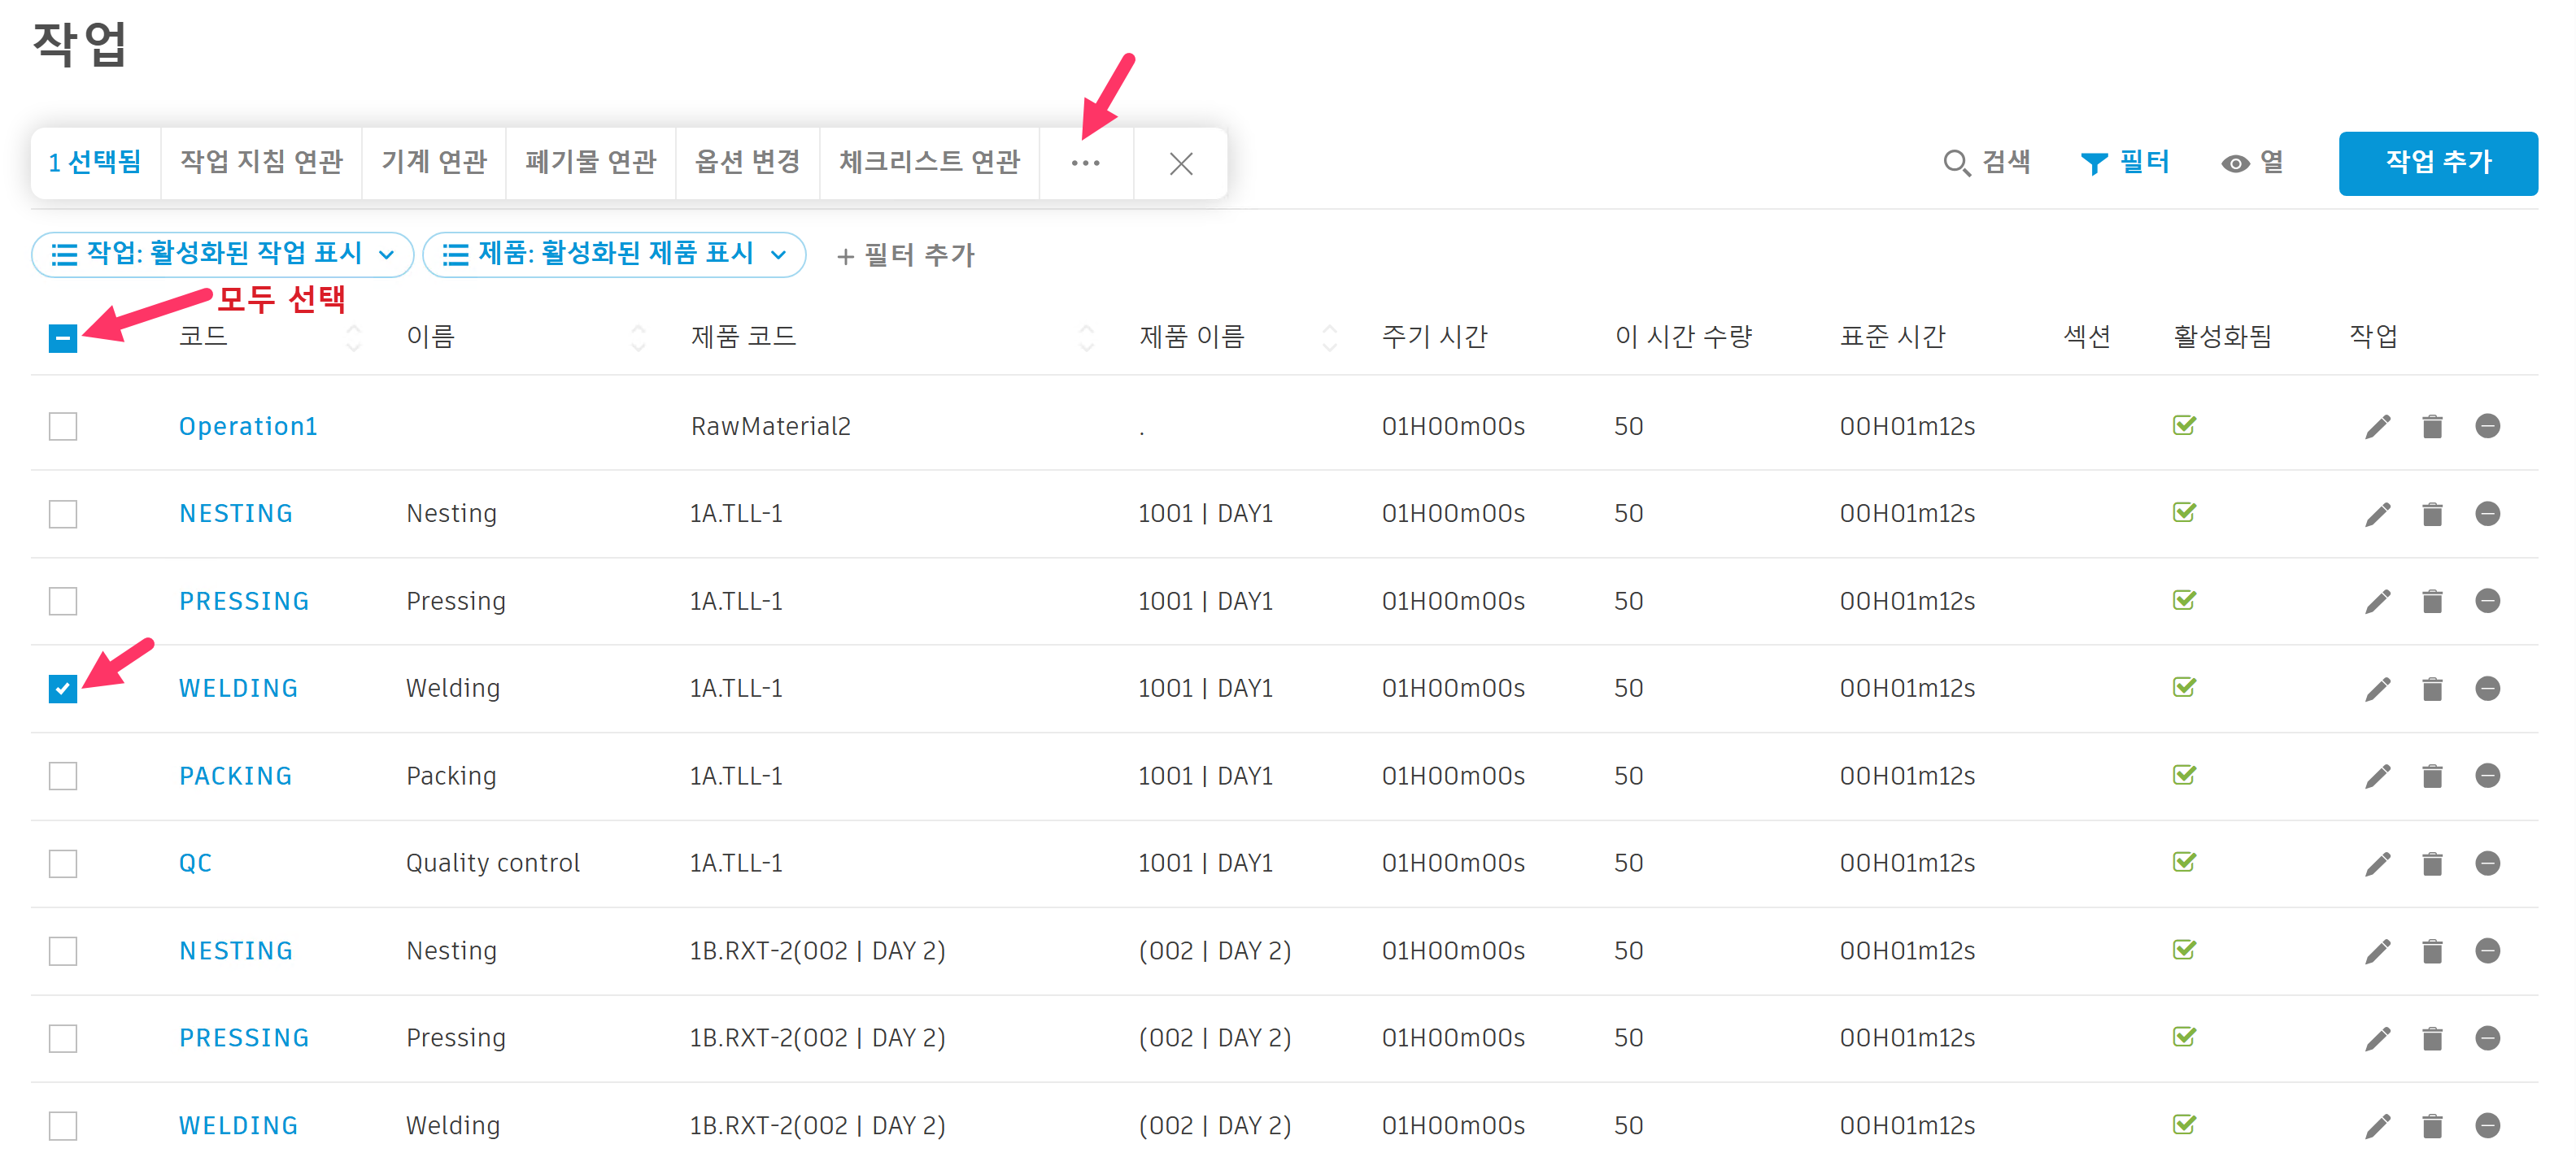 작업
1 선택됨 작업 지침 연관 기계 연관 폐기물 연관 옵션 변경 체크리스트 연관 ... 검색 필터 열 작업 추가
작업: 활성화된 작업 표시 제품: 활성화된 제품 표시 + 필터 추가
모두 선택
코드 이름 제품 코드 제품 이름 주기 시간 이 시간 수량 표준 시간 섹션 활성화됨 작업
Operation1 RawMaterial2 . 01H00m00s 50 00H01m12s
NESTING Nesting 1A.TLL-1 1001 | DAY1 01H00m00s 50 00H01m12s
PRESSING Pressing 1A.TLL-1 1001 | DAY1 01H00m00s 50 00H01m12s
WELDING Welding 1A.TLL-1 1001 | DAY1 01H00m00s 50 00H01m12s
PACKING Packing 1A.TLL-1 1001 | DAY1 01H00m00s 50 00H01m12s
QC Quality control 1A.TLL-1 1001 | DAY1 01H00m00s 50 00H01m12s
NESTING Nesting 1B.RXT-2(002 | DAY 2) (002 | DAY 2) 01H00m00s 50 00H01m12s
PRESSING Pressing 1B.RXT-2(002 | DAY 2) (002 | DAY 2) 01H00m00s 50 00H01m12s
WELDING Welding 1B.RXT-2(002 | DAY 2) (002 | DAY 2) 01H00m00s 50 00H01m12s